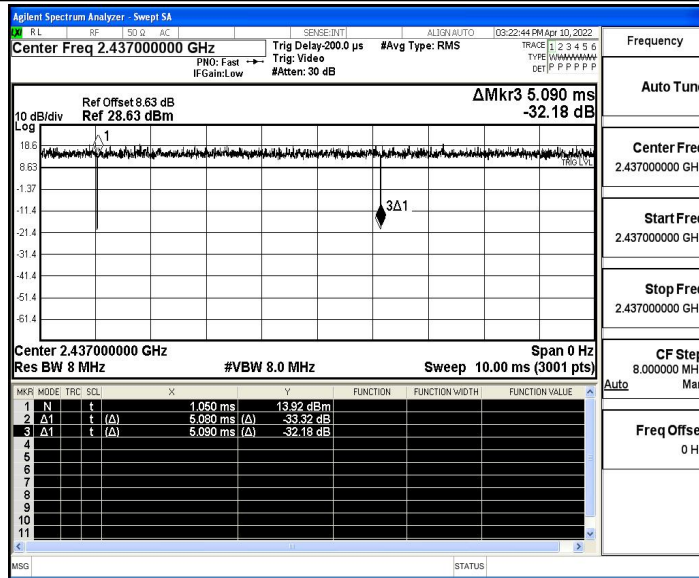 Agilent Spectrum Analyzer - Swept SA
LXI RL RF 50 Ω AC SENSE:INT ALIGN AUTO 03:22:44 PM Apr 10, 2022
Center Freq 2.437000000 GHz Trig Delay-200.0 µs #Avg Type: RMS TRACE 1 2 3 4 5 6
PNO: Fast Trig: Video TYPE WWWWWW
IFGain:Low #Atten: 30 dB DET P P P P P P
ΔMkr3 5.090 ms
Ref Offset 8.63 dB
10 dB/div Ref 28.63 dBm -32.18 dB
Log
1
18.6
8.63
TRIG LVL
-1.37
-11.4
3Δ1
-21.4
-31.4
-41.4
-51.4
-61.4
Center 2.437000000 GHz Span 0 Hz
Res BW 8 MHz #VBW 8.0 MHz Sweep 10.00 ms (3001 pts)
MKR MODE TRC SCL X Y FUNCTION FUNCTION WIDTH FUNCTION VALUE
1 N t 1.050 ms 13.92 dBm
2 Δ1 t (Δ) 5.080 ms (Δ) -33.32 dB
3 Δ1 t (Δ) 5.090 ms (Δ) -32.18 dB
4
5
6
7
8
9
10
11
MSG STATUS
Frequency
Auto Tun
Center Fre
2.437000000 GH
Start Fre
2.437000000 GH
Stop Fre
2.437000000 GH
CF Step
8.000000 MH
Auto Ma
Freq Offse
0 H